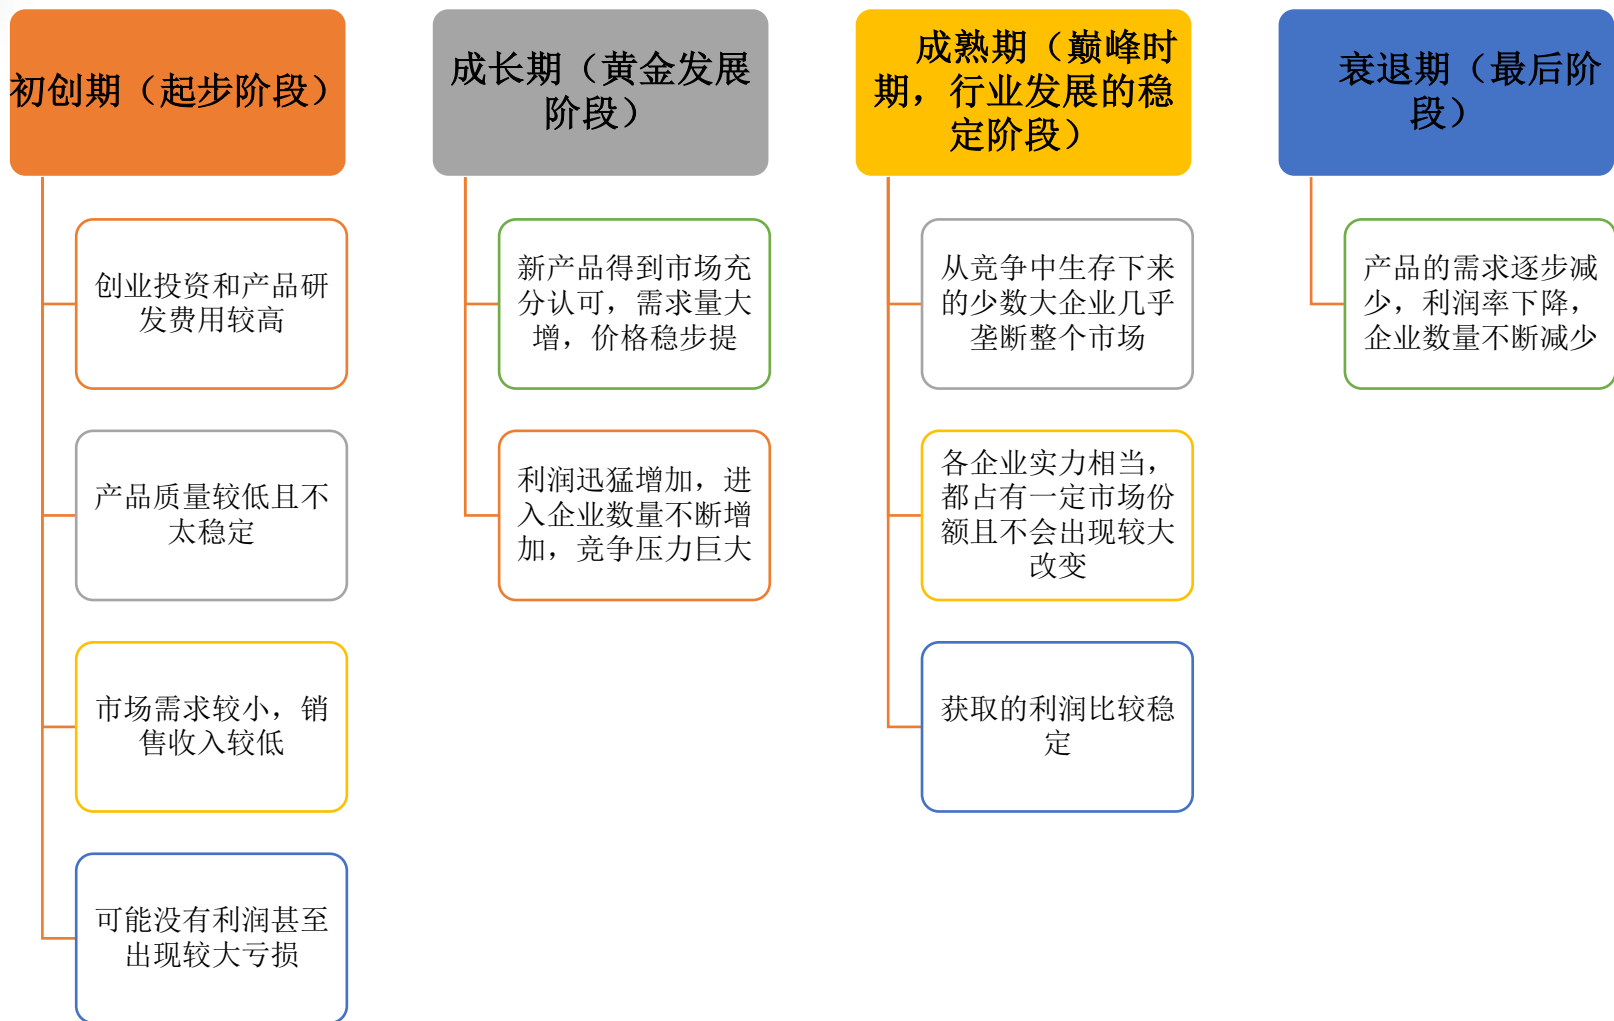 初创期（起步阶段）
创业投资和产品研
发费用较高
产品质量较低且不
太稳定
市场需求较小，销
售收入较低
可能没有利润甚至
出现较大亏损
成长期（黄金发展
阶段）
新产品得到市场充
分认可，需求量大
增，价格稳步提
利润迅猛增加，进
入企业数量不断增
加，竞争压力巨大
成熟期（巅峰时
期，行业发展的稳
定阶段）
从竞争中生存下来
的少数大企业几乎
垄断整个市场
各企业实力相当，
都占有一定市场份
额且不会出现较大
改变
获取的利润比较稳
定
衰退期（最后阶
段）
产品的需求逐步减
少，利润率下降，
企业数量不断减少